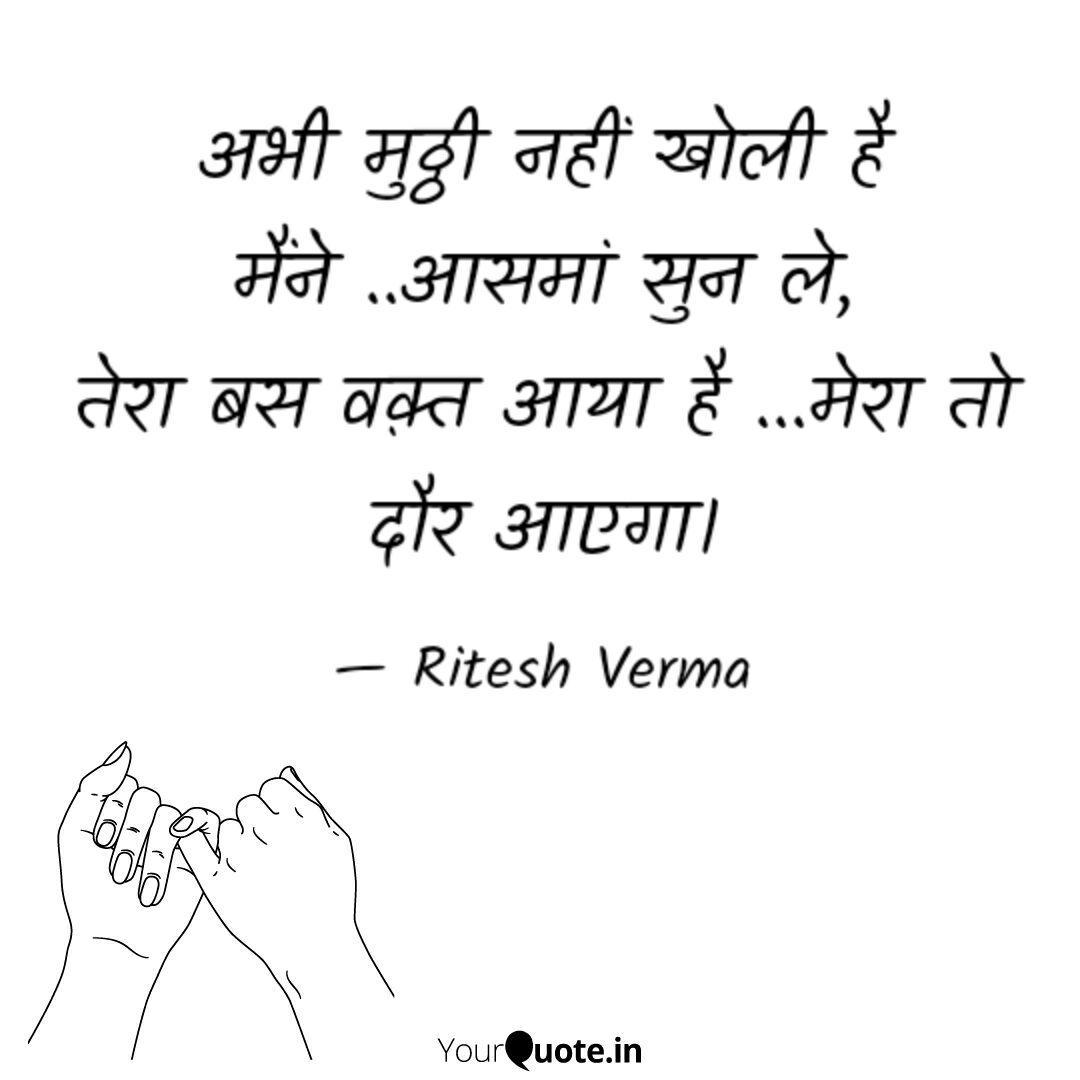 अभी मुठ्ठी नहीं खोली है
मैंने ..आसमां सुन ले,
तेरा बस वक़्त आया है ...मेरा तो
दौर आएगा।
— Ritesh Verma
YourQuote.in